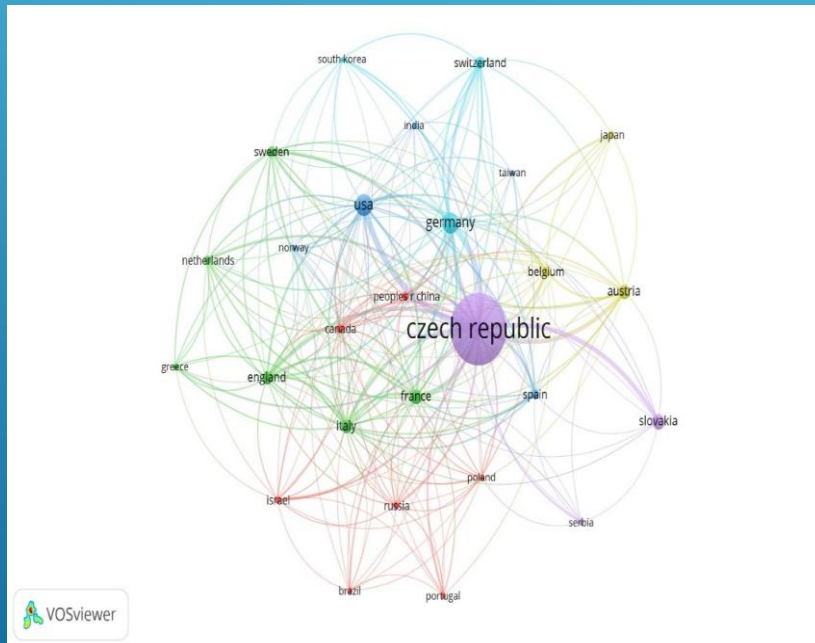 south korea
switzerland
india
japan
sweden
taiwan
usa
germany
norway
netherlands
belgium
peoples r china
austria
czech republic
canada
greece
england
france
spain
italy
slovakia
poland
israel
russia
serbia
brazil
portugal
VOSviewer